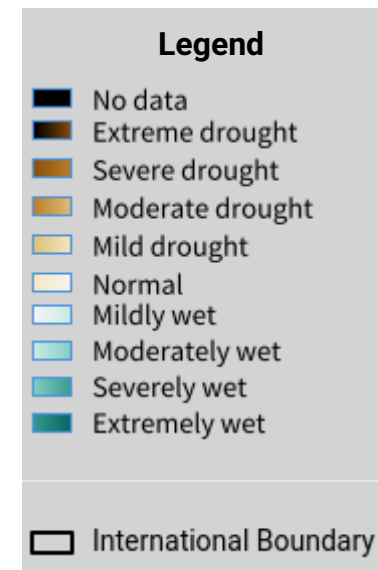 Legend
No data
Extreme drought
Severe drought
Moderate drought
Mild drought
Normal
Mildly wet
Moderately wet
Severely wet
Extremely wet
International Boundary